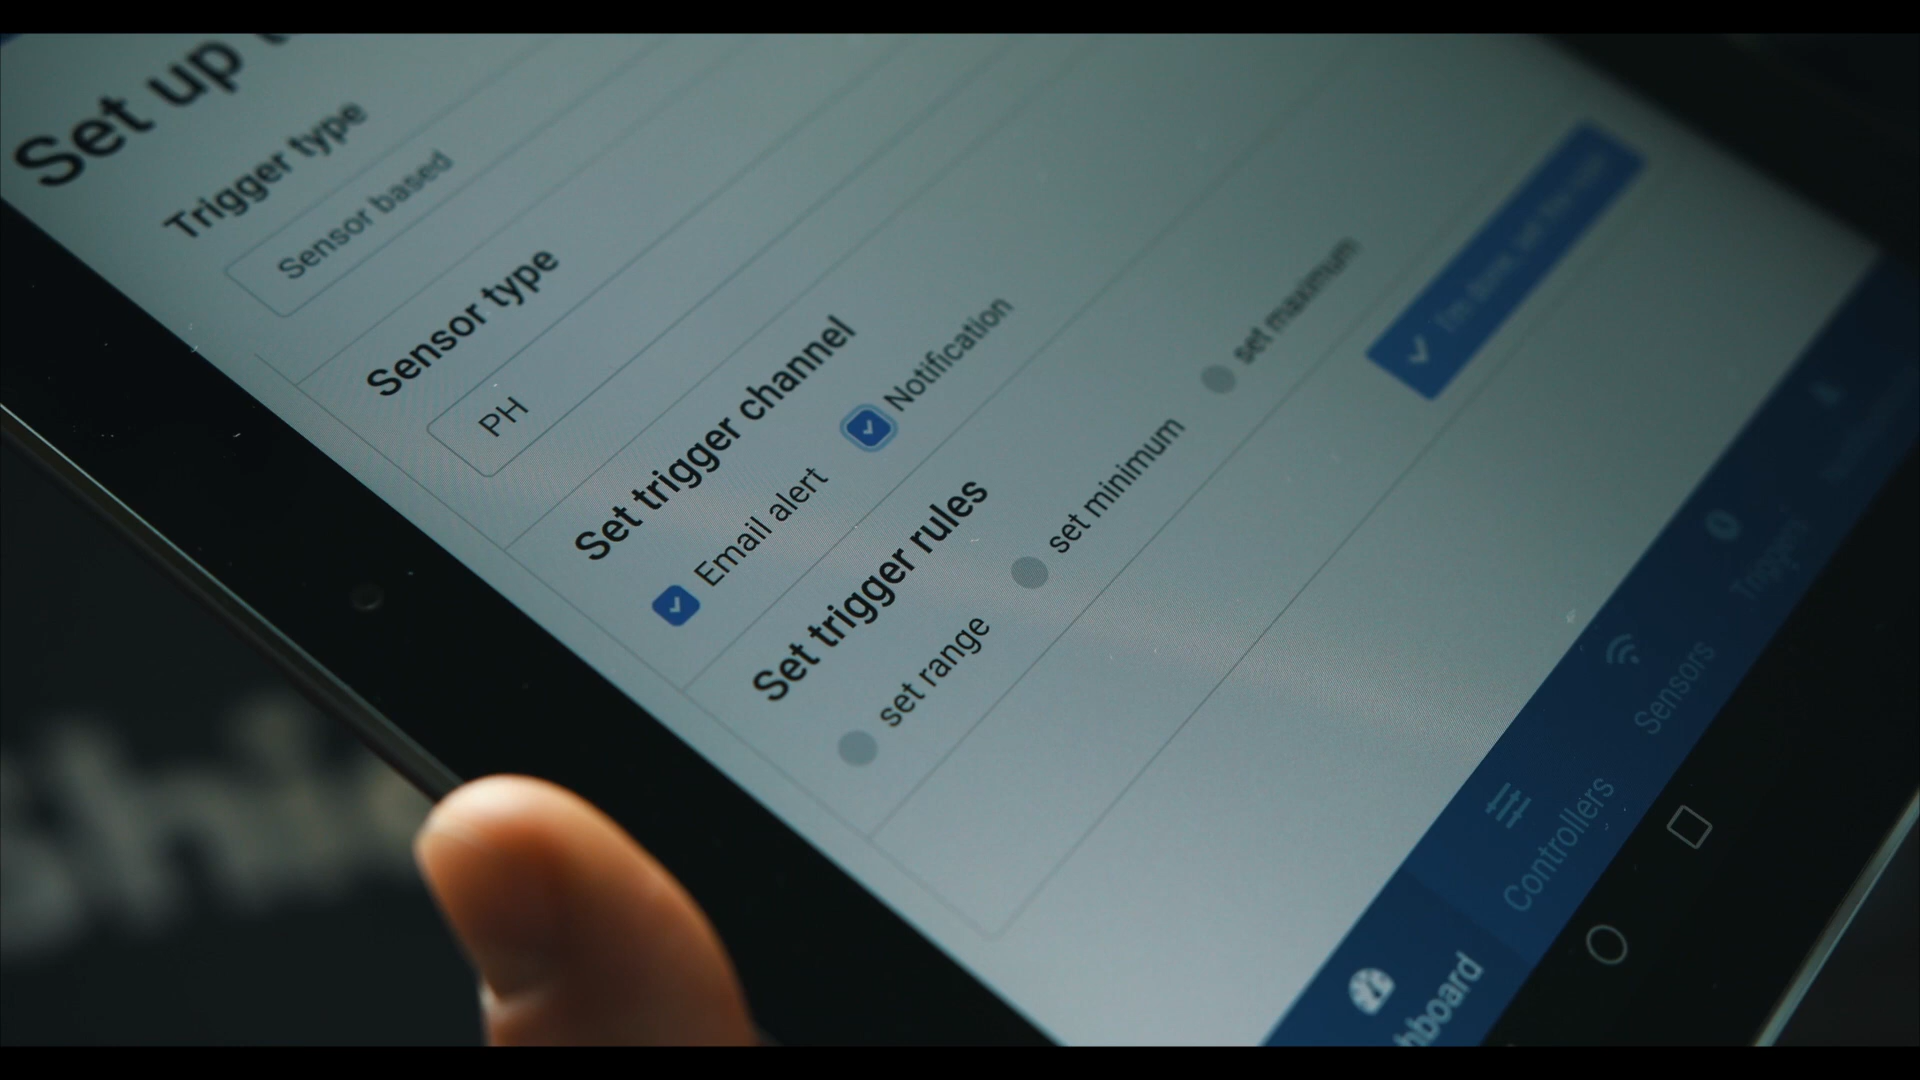 Set up
Trigger type
Sensor based
Sensor type
PH
Set trigger channel
Email alert Notification
Set trigger rules
set range set minimum set maximum
hboard Controllers Sensors Triggers